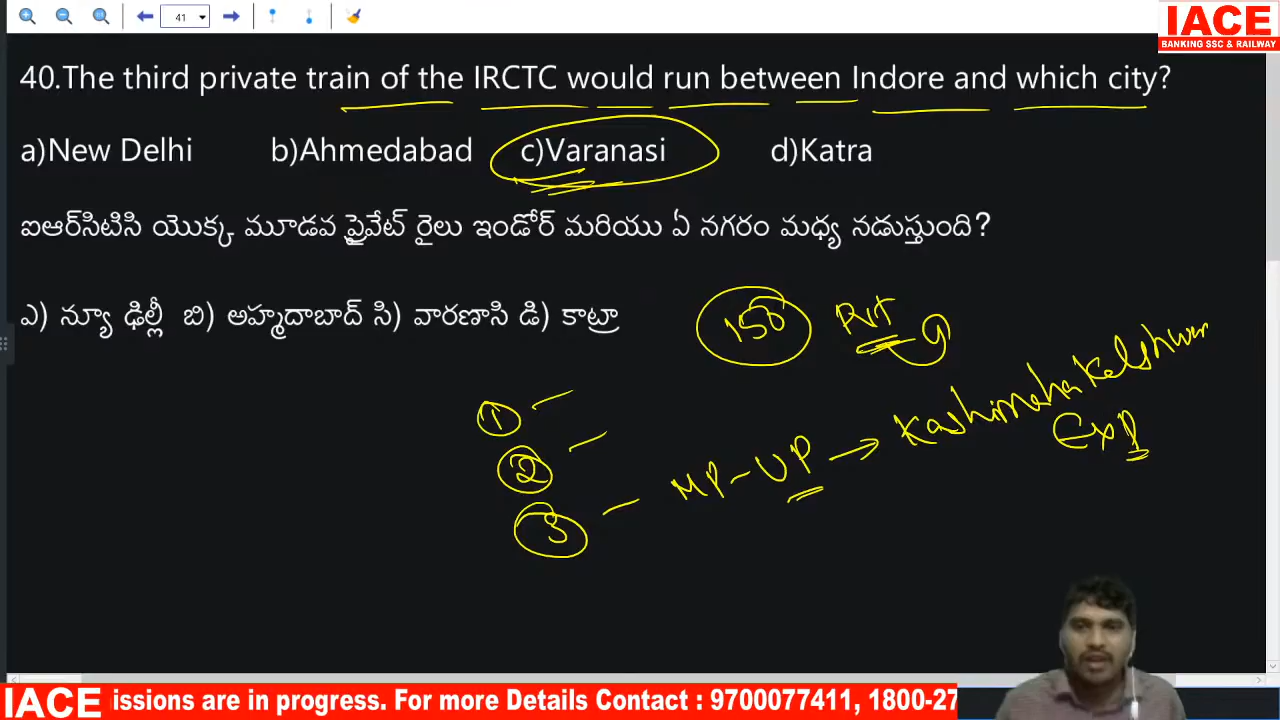 41
IACE
BANKING SSC & RAILWAY
40.The third private train of the IRCTC would run between Indore and which city?
a)New Delhi b)Ahmedabad c)Varanasi d)Katra
ఐఆర్‌సిటిసి యొక్క మూడవ ప్రైవేట్ రైలు ఇండోర్ మరియు ఏ నగరం మధ్య నడుస్తుంది?
ఎ) న్యూ ఢిల్లీ బి) అహ్మదాబాద్ సి) వారణాసి డి) కాట్రా
150 Pvt
1 -
2 -
3 - MP - UP → Kashi
Exp
IACE issions are in progress. For more Details Contact : 9700077411, 1800-27